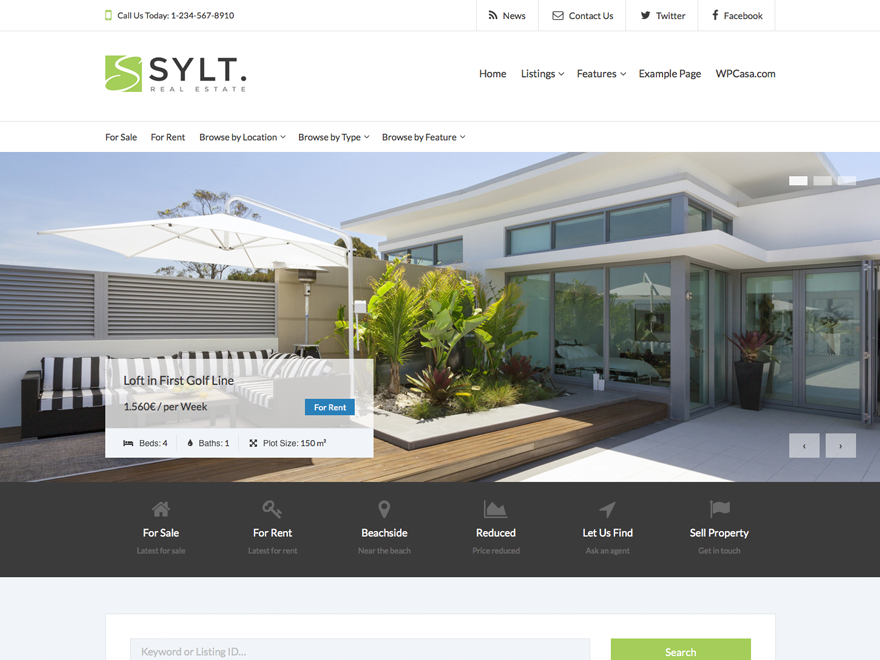 Call Us Today: 1-234-567-8910
News
Contact Us
Twitter
Facebook
SYLT.
REAL ESTATE
Home
Listings
Features
Example Page
WPCasa.com
For Sale
For Rent
Browse by Location
Browse by Type
Browse by Feature
Loft in First Golf Line
1.560€ / per Week
For Rent
Beds: 4
Baths: 1
Plot Size: 150 m²
For Sale
Latest for sale
For Rent
Latest for rent
Beachside
Near the beach
Reduced
Price reduced
Let Us Find
Ask an agent
Sell Property
Get in touch
Keyword or Listing ID...
Search